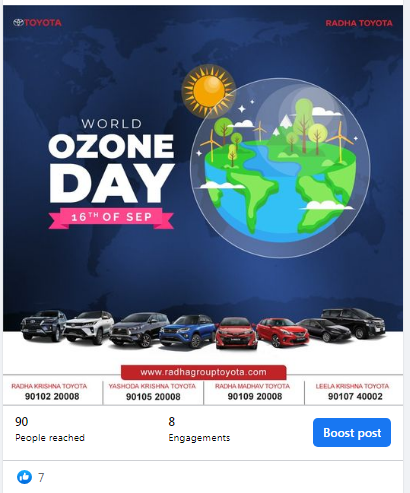 TOYOTA
RADHA TOYOTA
WORLD
OZONE
DAY
16TH OF SEP
www.radhagrouptoyota.com
RADHA KRISHNA TOYOTA
90102 20008
YASHODA KRISHNA TOYOTA
90105 20008
RADHA MADHAV TOYOTA
90109 20008
LEELA KRISHNA TOYOTA
90107 40002
90
People reached
8
Engagements
Boost post
7